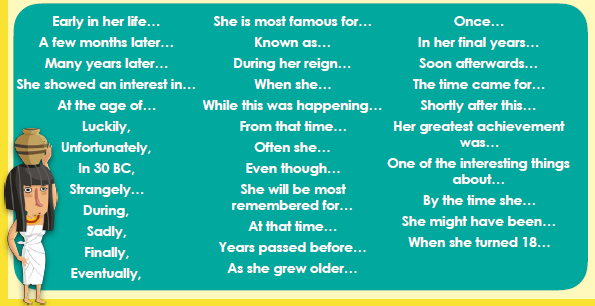 Early in her life…
A few months later…
Many years later…
She showed an interest in…
At the age of…
Luckily,
Unfortunately,
In 30 BC,
Strangely…
During,
Sadly,
Finally,
Eventually,
She is most famous for…
Known as…
During her reign…
When she…
While this was happening…
From that time…
Often she…
Even though…
She will be most
remembered for…
At that time…
Years passed before…
As she grew older…
Once…
In her final years…
Soon afterwards…
The time came for…
Shortly after this…
Her greatest achievement
was…
One of the interesting things
about…
By the time she…
She might have been…
When she turned 18…